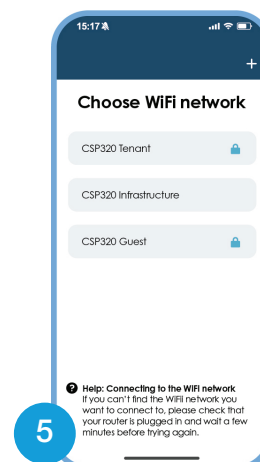 15:17
+
Choose WiFi network
CSP320 Tenant
CSP320 Infrastructure
CSP320 Guest
? Help: Connecting to the WiFi network
If you can't find the WiFii network you
want to connect to, please check that
your router is plugged in and wait a few
minutes before trying again.
5